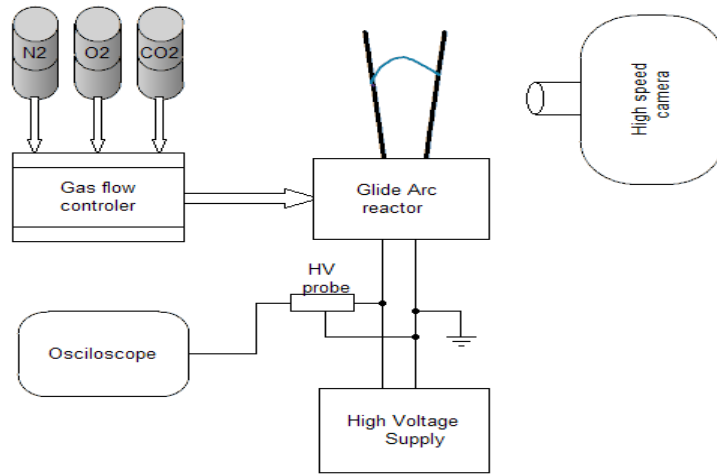 N2
O2
CO2
High speed
camera
Gas flow
controler
Glide Arc
reactor
HV
probe
Osciloscope
High Voltage
Supply